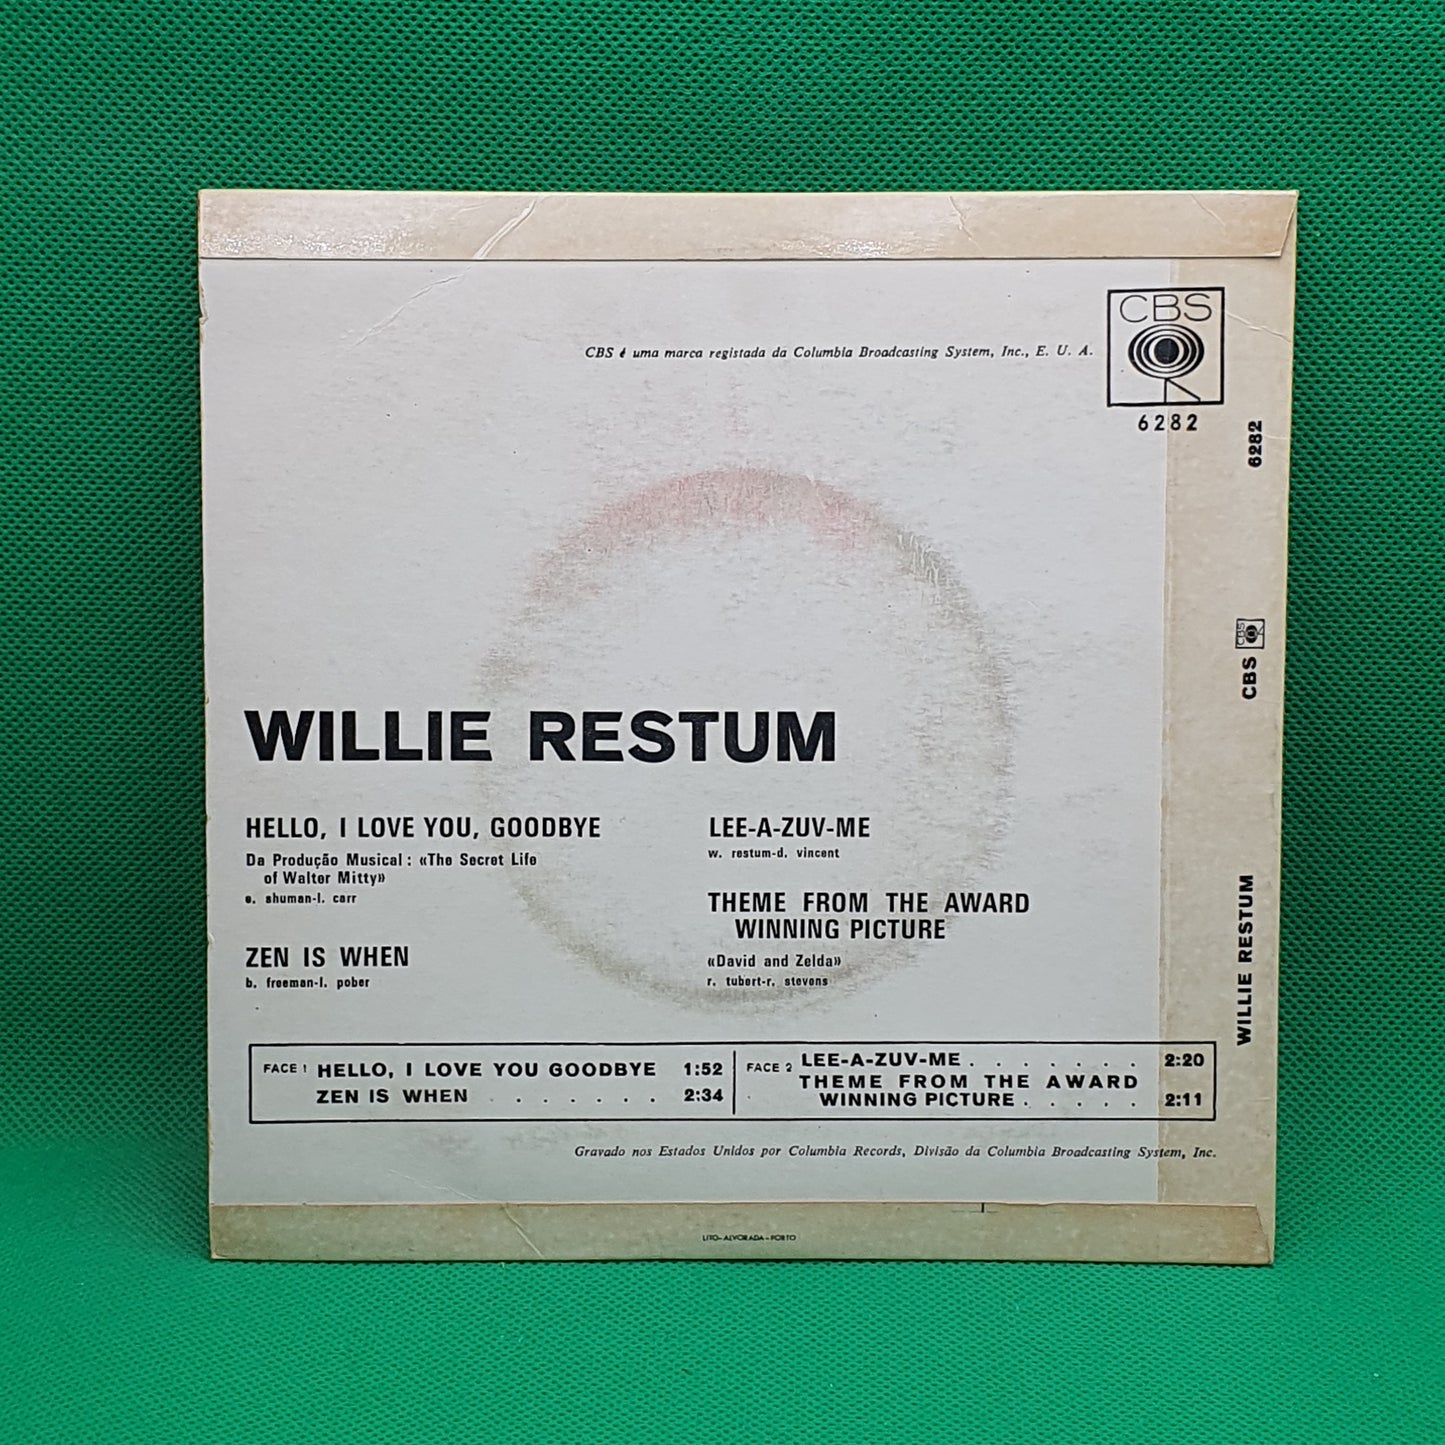 CBS é uma marca registada da Columbia Broadcasting System, Inc., E. U. A.
CBS
6282
WILLIE RESTUM
HELLO, I LOVE YOU, GOODBYE
Da Produção Musical: «The Secret Life
of Walter Mitty»
e. shuman-l. carr
ZEN IS WHEN
b. freeman-l. pober
LEE-A-ZUV-ME
w. restum-d. vincent
THEME FROM THE AWARD
WINNING PICTURE
«David and Zelda»
r. tubert-r. stevens
FACE 1 HELLO, I LOVE YOU GOODBYE 1:52
ZEN IS WHEN . . . . . . 2:34
FACE 2 LEE-A-ZUV-ME . . . . . . . 2:20
THEME FROM THE AWARD
WINNING PICTURE . . . . . 2:11
Gravado nos Estados Unidos por Columbia Records, Divisão da Columbia Broadcasting System, Inc.
LITO-ALVORADA-PORTO
WILLIE RESTUM CBS CBS 6282